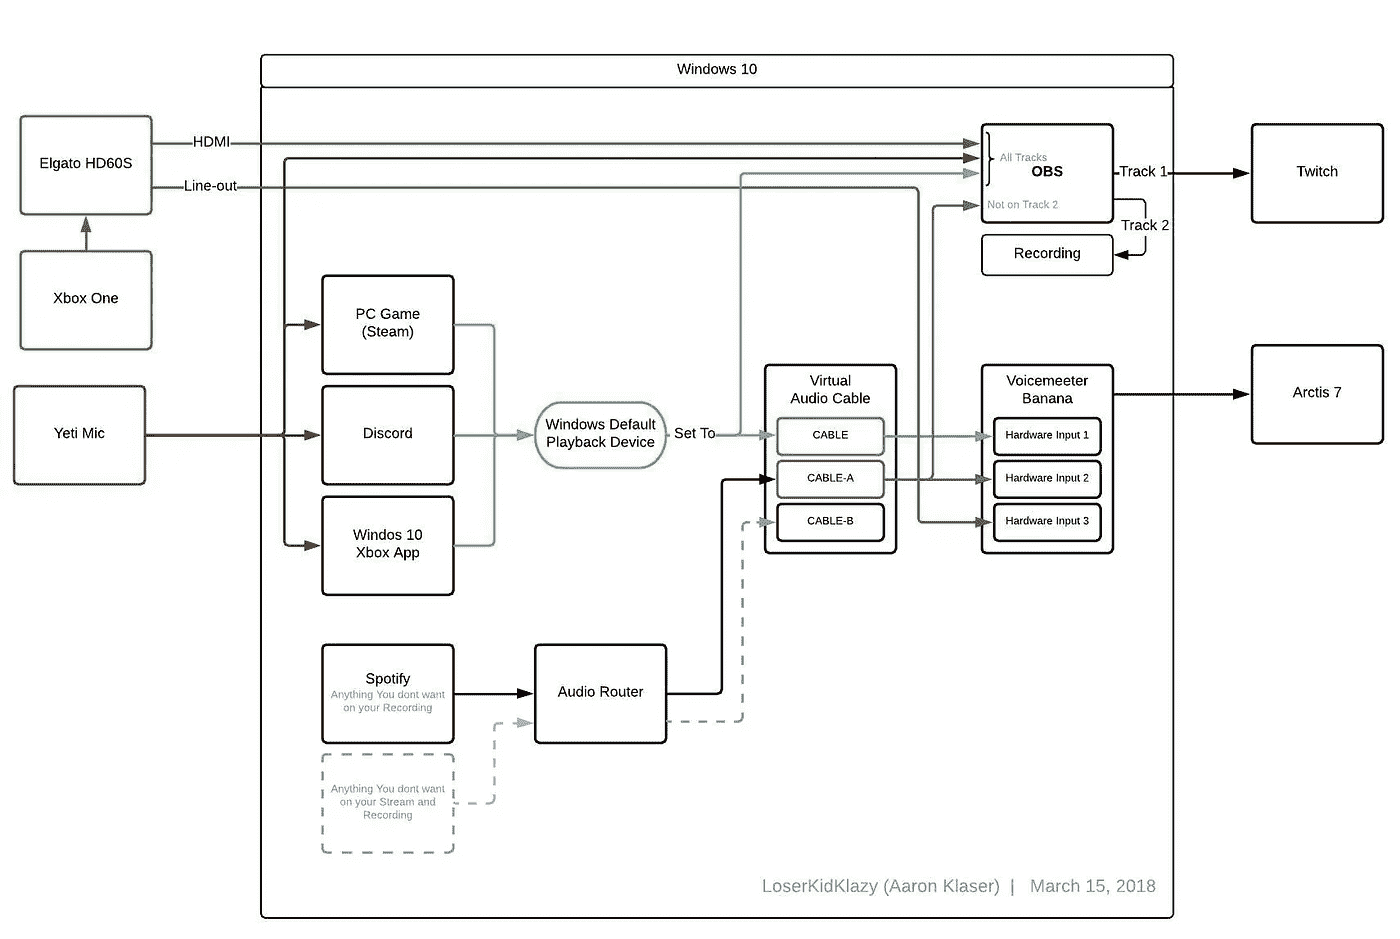 Windows 10
Elgato HD60S
HDMI
Line-out
Xbox One
Yeti Mic
All Tracks
OBS
Not on Track 2
Track 1
Track 2
Recording
Twitch
PC Game
(Steam)
Discord
Windos 10
Xbox App
Windows Default
Playback Device
Set To
Virtual
Audio Cable
CABLE
CABLE-A
CABLE-B
Voicemeeter
Banana
Hardware Input 1
Hardware Input 2
Hardware Input 3
Arctis 7
Spotify
Anything You dont want
on your Recording
Audio Router
Anything You dont want
on your Stream and
Recording
LoserKidKlazy (Aaron Klaser) | March 15, 2018